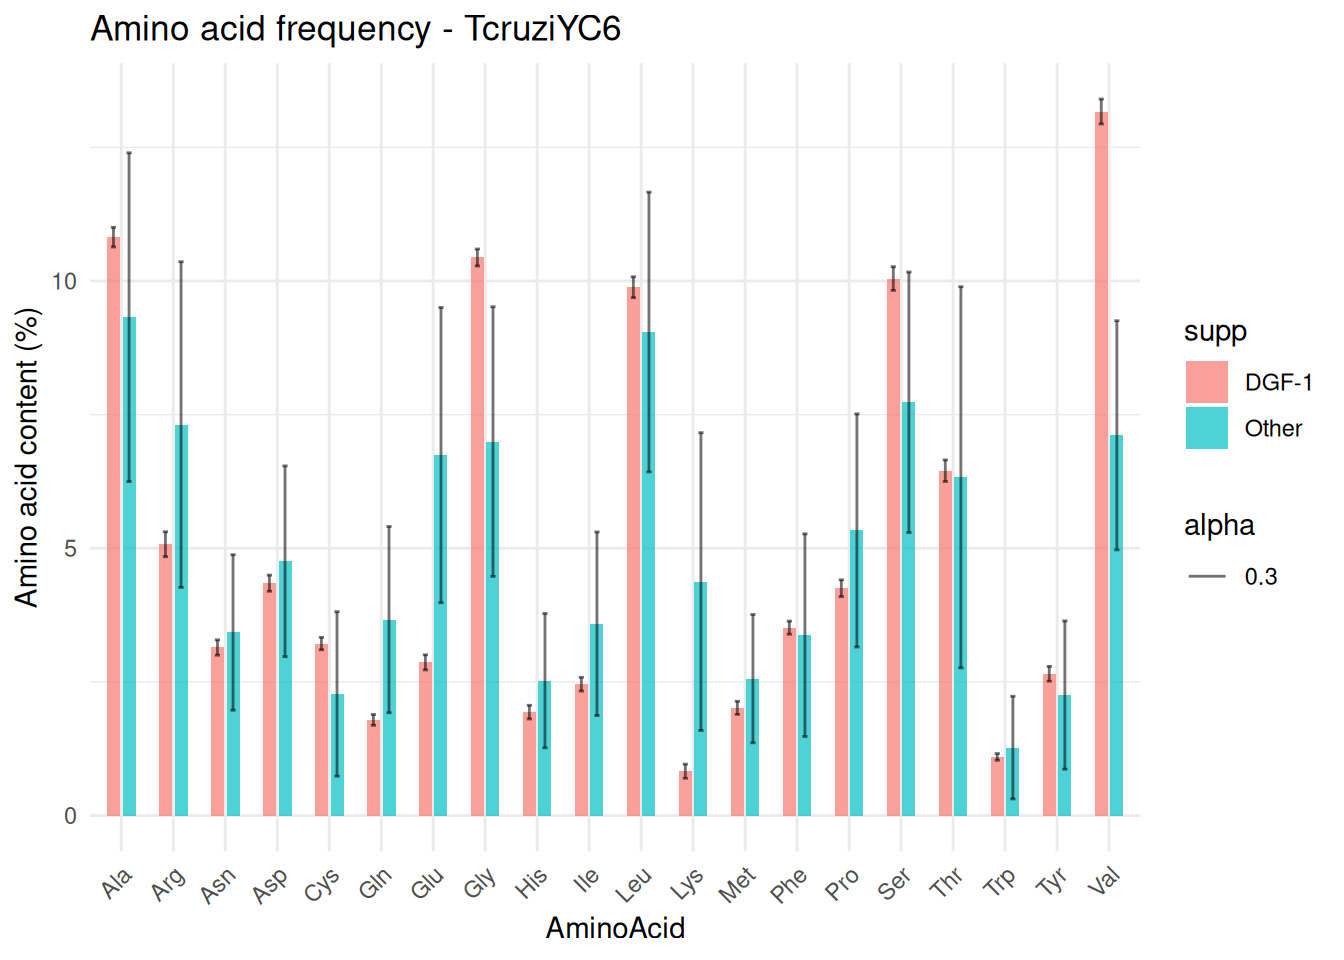 Amino acid frequency - TcruziYC6
Amino acid content (%)
10
5
0
Ala
Arg
Asn
Asp
Cys
Gln
Glu
Gly
His
Ile
Leu
Lys
Met
Phe
Pro
Ser
Thr
Trp
Tyr
Val
AminoAcid
supp
DGF-1
Other
alpha
0.3